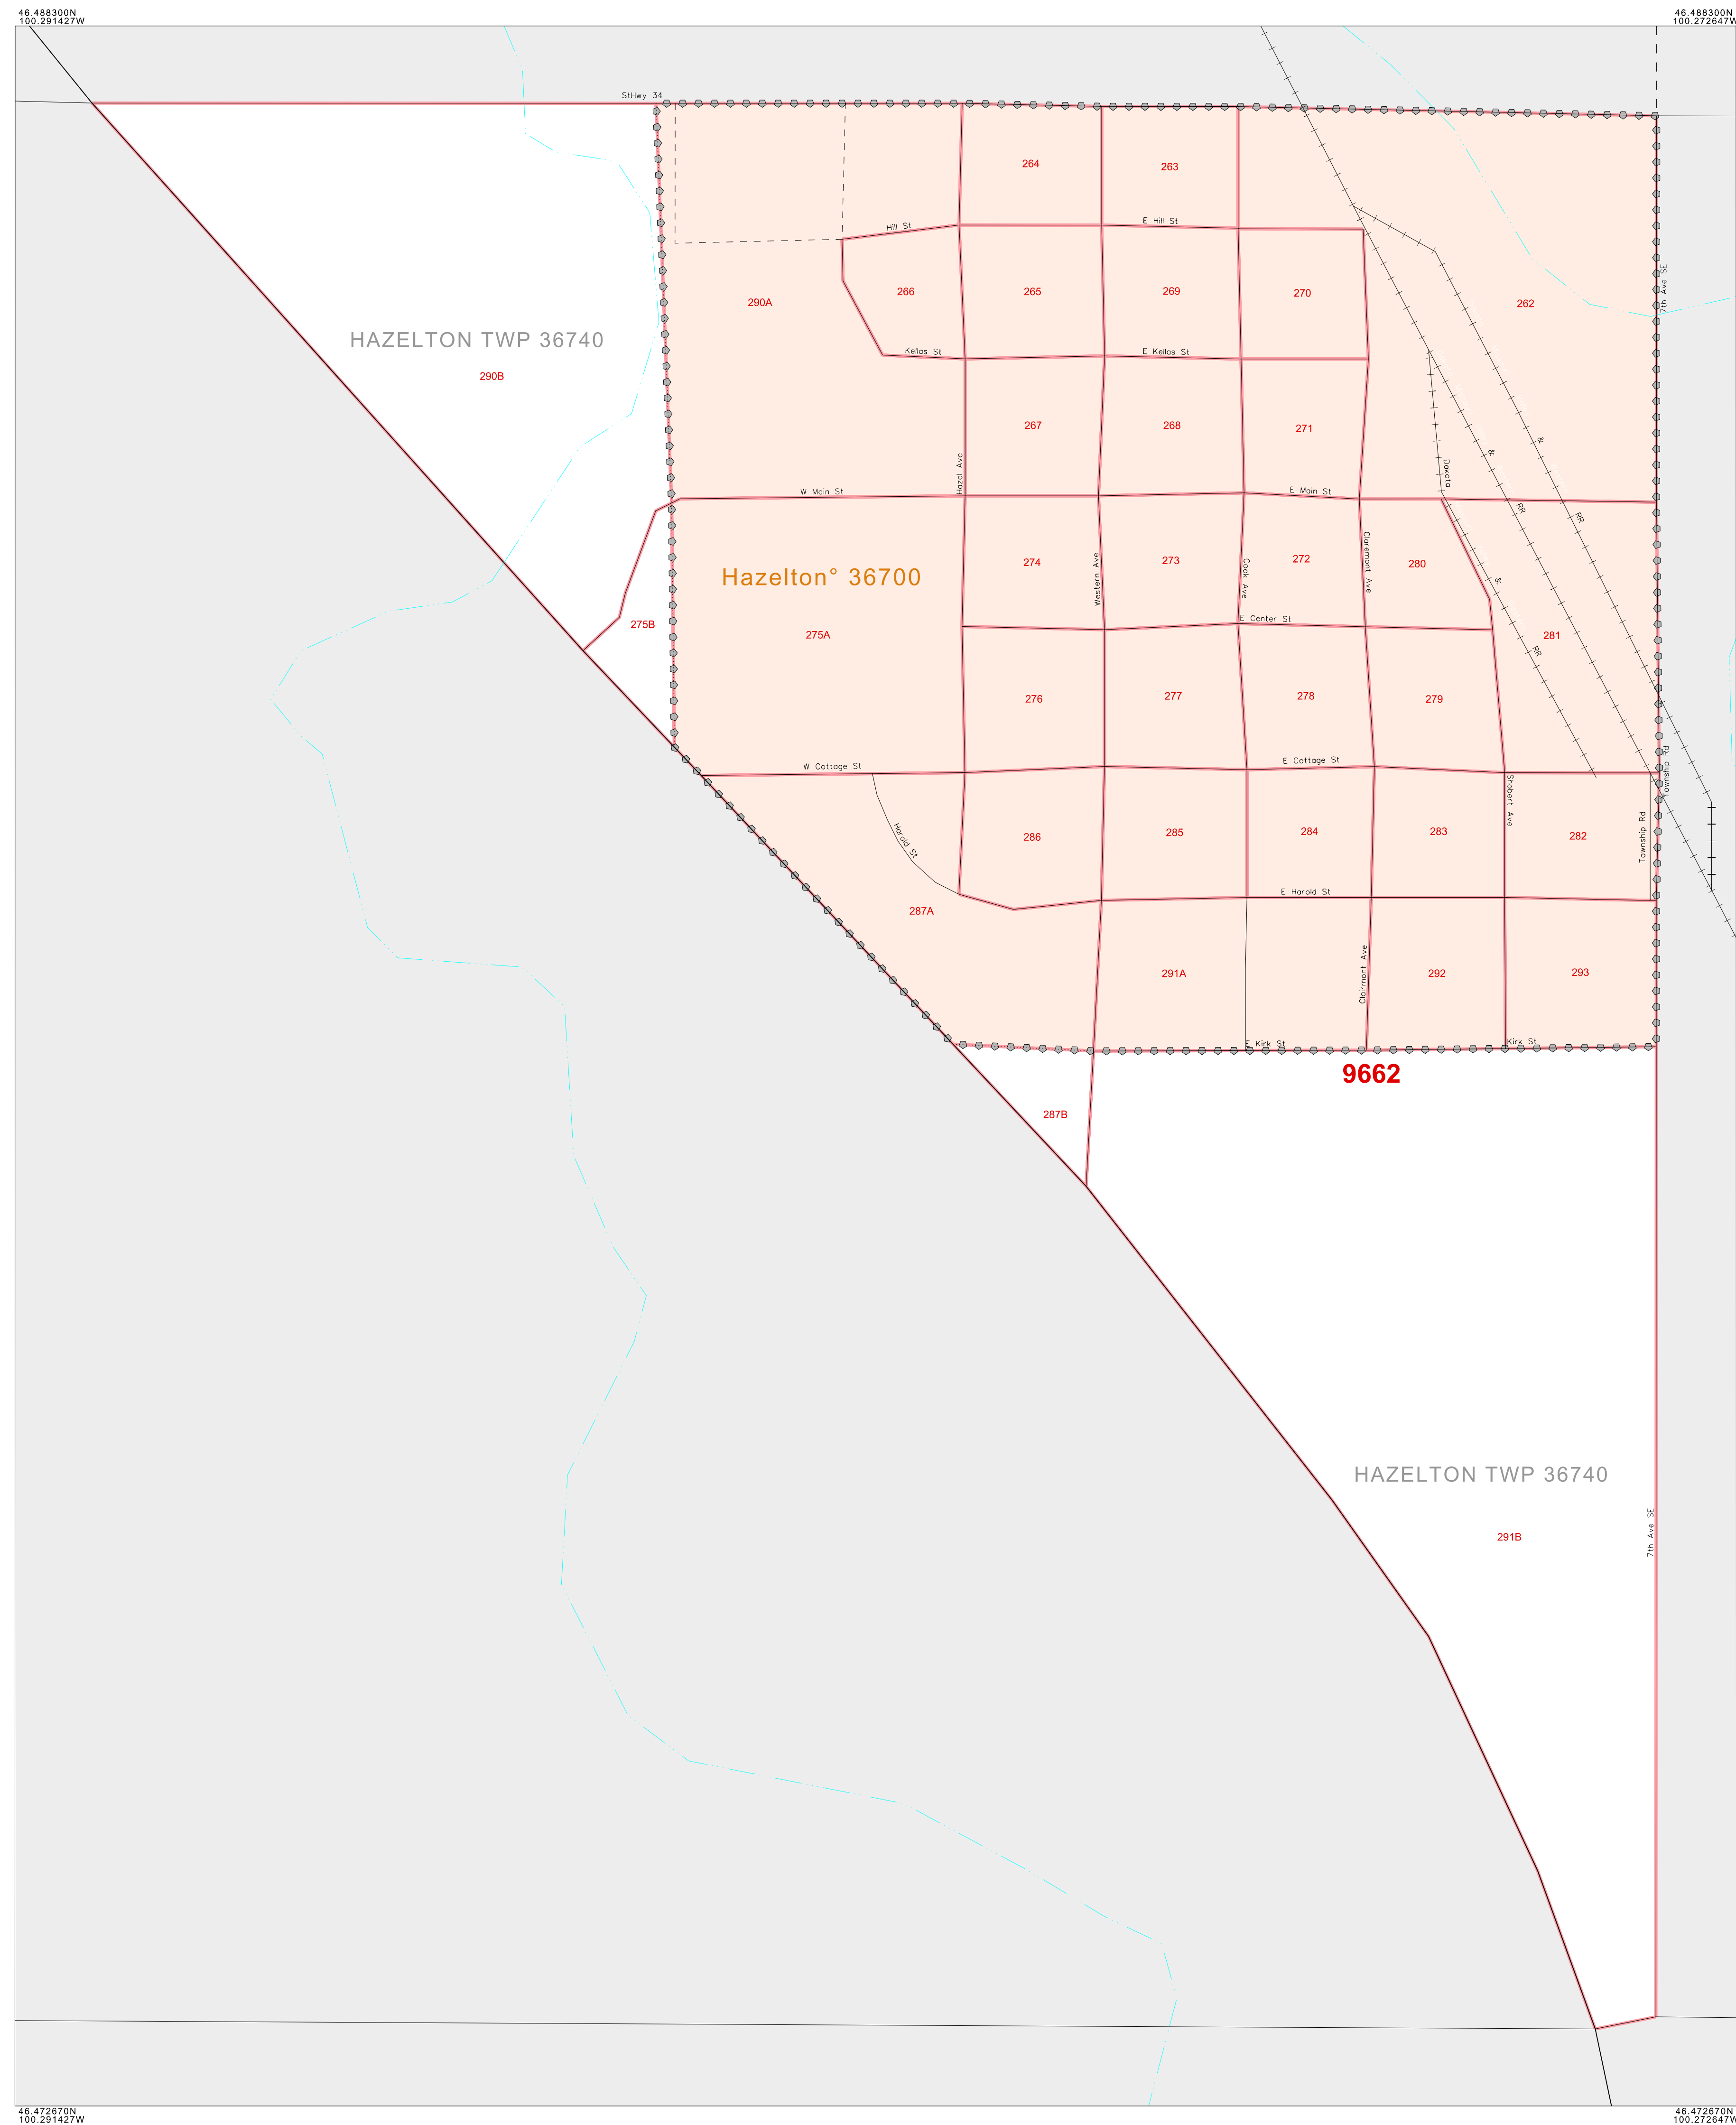 46.488300N
100.291427W
46.488300N
100.272647W
StHwy 34
264
263
Hill St
E Hill St
7th Ave SE
290A
266
265
269
270
262
HAZELTON TWP 36740
290B
Kellas St
E Kellas St
267
268
271
&
&
Dakota
Hazel Ave
W Main St
E Main St
RR
RR
274
Western Ave
273
Cook Ave
272
Claremont Ave
280
&
Hazelton° 36700
275B
275A
E Center St
281
RR
276
277
278
279
W Cottage St
E Cottage St
Township Rd
Shobert Ave
Harold St
286
285
284
283
282
Township Rd
E Harold St
287A
291A
Clairmont Ave
292
293
E Kirk St
Kirk St
9662
287B
HAZELTON TWP 36740
291B
7th Ave SE
46.472670N
100.291427W
46.472670N
100.272647W